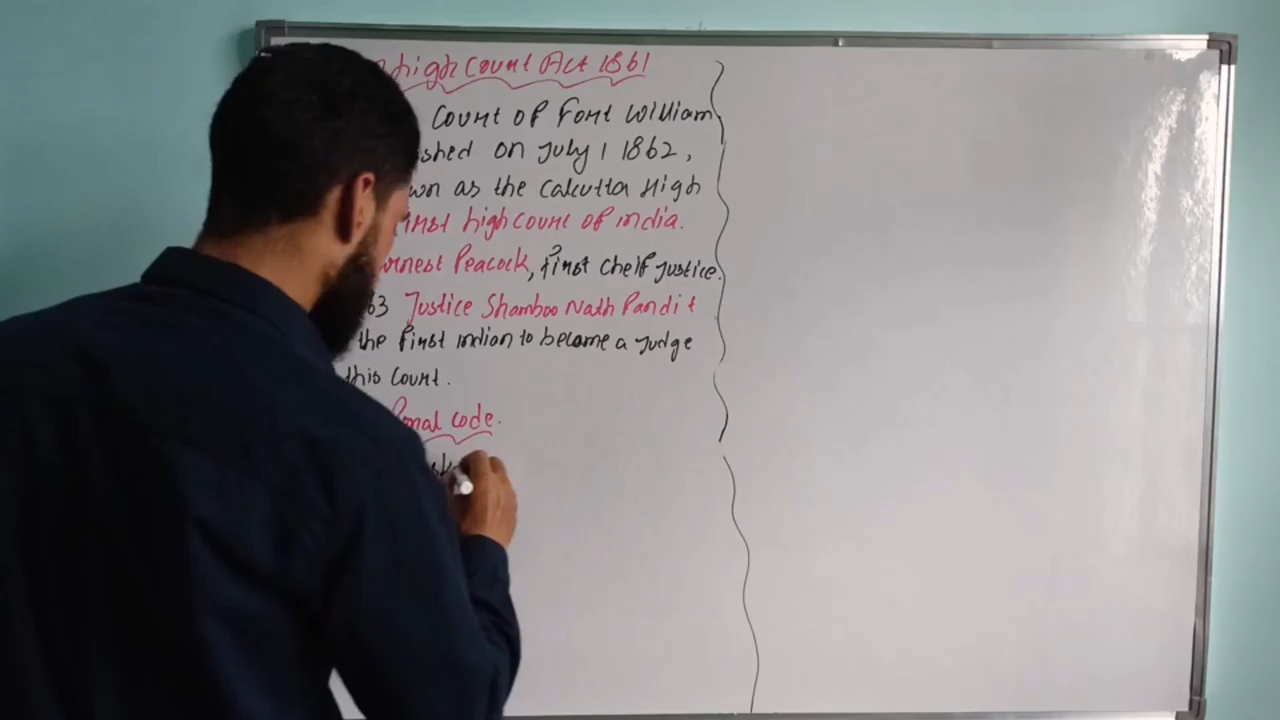 high Court Act 1861
Court of Fort William
shed on July 1 1862,
wn as the Calcutta High
first high court of india.
rnest Peacock, first cheif justice.
63 Justice Shamboo Nath Pandit
the first indian to become a judge
this court.
Penal code.